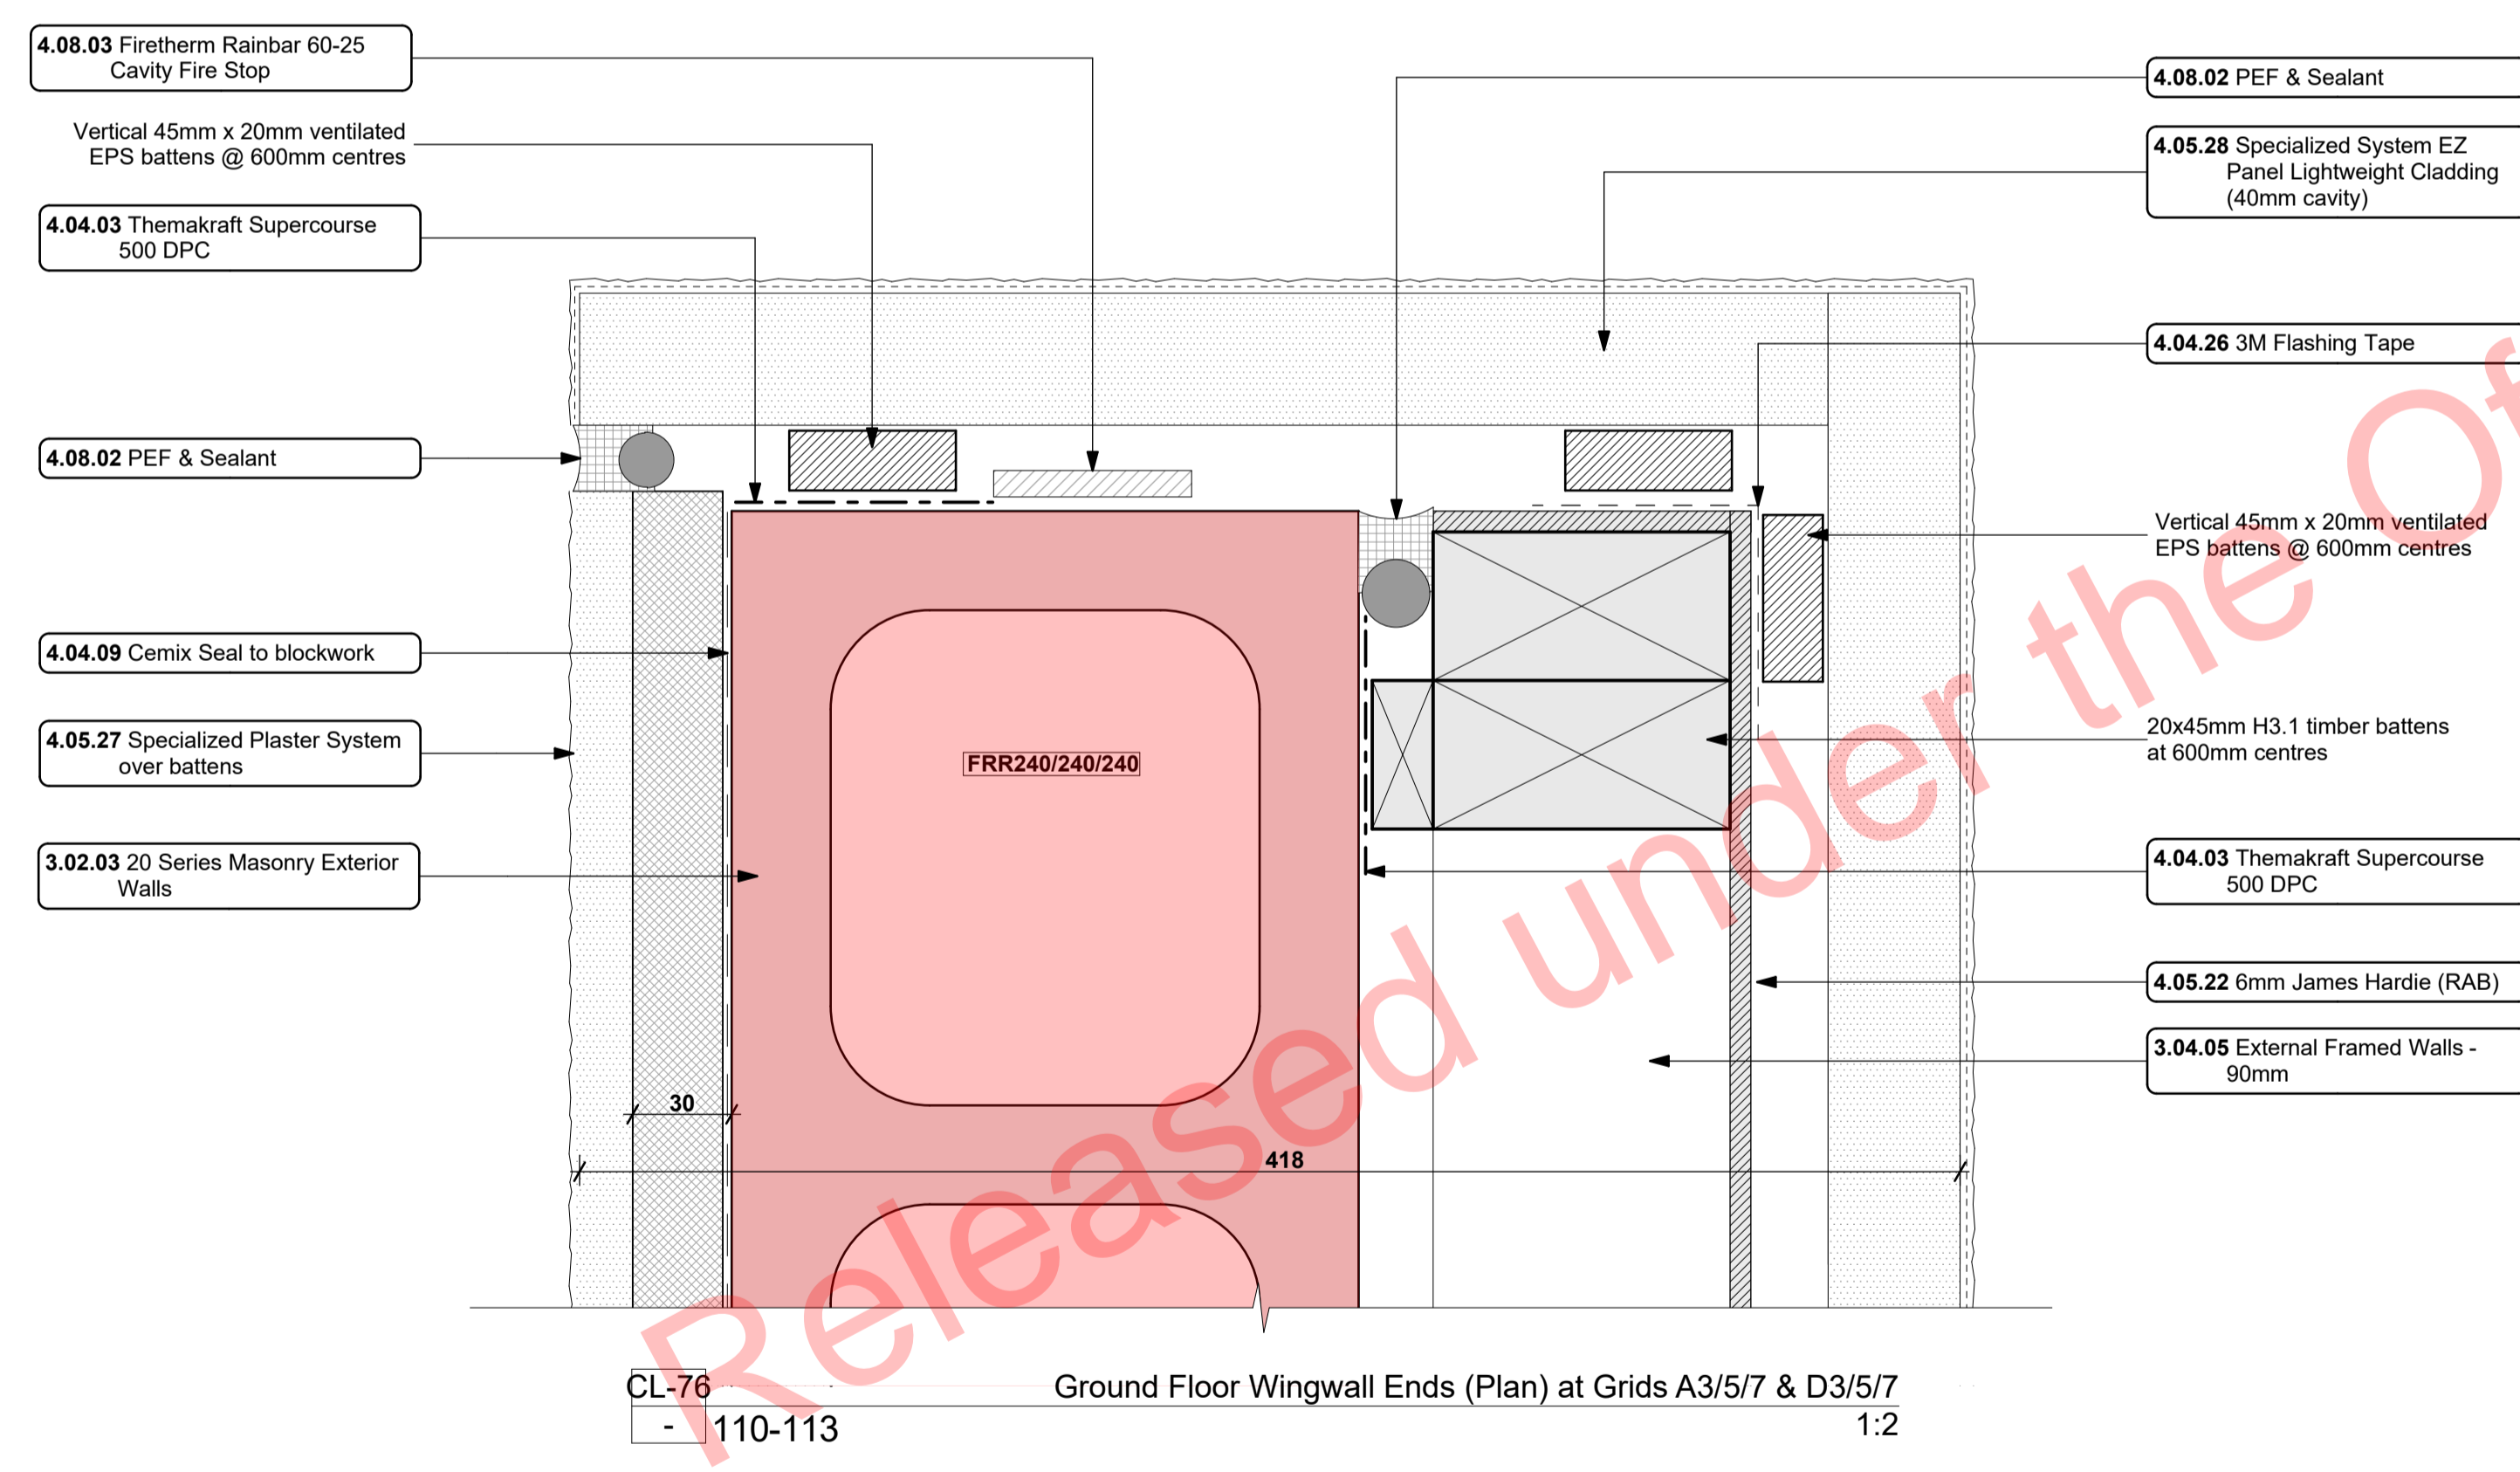 4.08.03 Firetherm Rainbar 60-25
Cavity Fire Stop
Vertical 45mm x 20mm ventilated
EPS battens @ 600mm centres
4.04.03 Themakraft Supercourse
500 DPC
4.08.02 PEF & Sealant
4.04.09 Cemix Seal to blockwork
4.05.27 Specialized Plaster System
over battens
3.02.03 20 Series Masonry Exterior
Walls
4.08.02 PEF & Sealant
4.05.28 Specialized System EZ
Panel Lightweight Cladding
(40mm cavity)
4.04.26 3M Flashing Tape
Vertical 45mm x 20mm ventilated
EPS battens @ 600mm centres
20x45mm H3.1 timber battens
at 600mm centres
4.04.03 Themakraft Supercourse
500 DPC
4.05.22 6mm James Hardie (RAB)
3.04.05 External Framed Walls -
90mm
FRR240/240/240
30
418
Released under the Of
CL-76
Ground Floor Wingwall Ends (Plan) at Grids A3/5/7 & D3/5/7
- 110-113
1:2